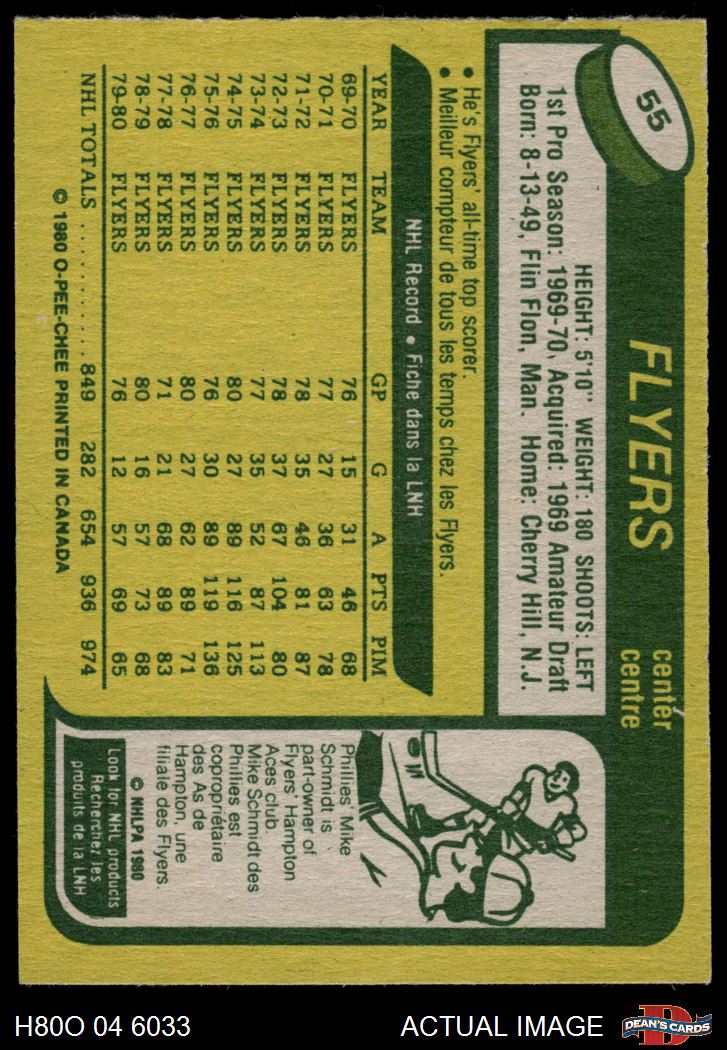 55
FLYERS
center
centre
HEIGHT: 5'10" WEIGHT: 180 SHOOTS: LEFT
1st Pro Season: 1969-70, Acquired: 1969 Amateur Draft
Born: 8-13-49, Flin Flon, Man. Home: Cherry Hill, N.J.
• He's Flyers' all-time top scorer.
• Meilleur compteur de tous les temps chez les Flyers.
NHL Record • Fiche dans la LNH
YEAR TEAM GP G A PTS PIM
69-70 FLYERS 76 15 31 46 68
70-71 FLYERS 77 27 36 63 78
71-72 FLYERS 78 35 46 81 87
72-73 FLYERS 78 37 67 104 80
73-74 FLYERS 77 35 52 87 113
74-75 FLYERS 80 27 89 116 125
75-76 FLYERS 76 30 89 119 136
76-77 FLYERS 80 27 62 89 71
77-78 FLYERS 71 21 68 89 83
78-79 FLYERS 80 16 57 73 68
79-80 FLYERS 76 12 57 69 65
NHL TOTALS .......... 849 282 654 936 974
© 1980 O-PEE-CHEE PRINTED IN CANADA
Phillies' Mike
Schmidt is
part-owner of
Flyers' Hampton
Aces club.
Mike Schmidt des
Phillies est
copropriétaire
des As de
Hampton, une
filiale des Flyers.
© NHLPA 1980
Look for NHL products
Recherchez les
produits de la LNH
H80O 04 6033
ACTUAL IMAGE
D
DEAN'S CARDS